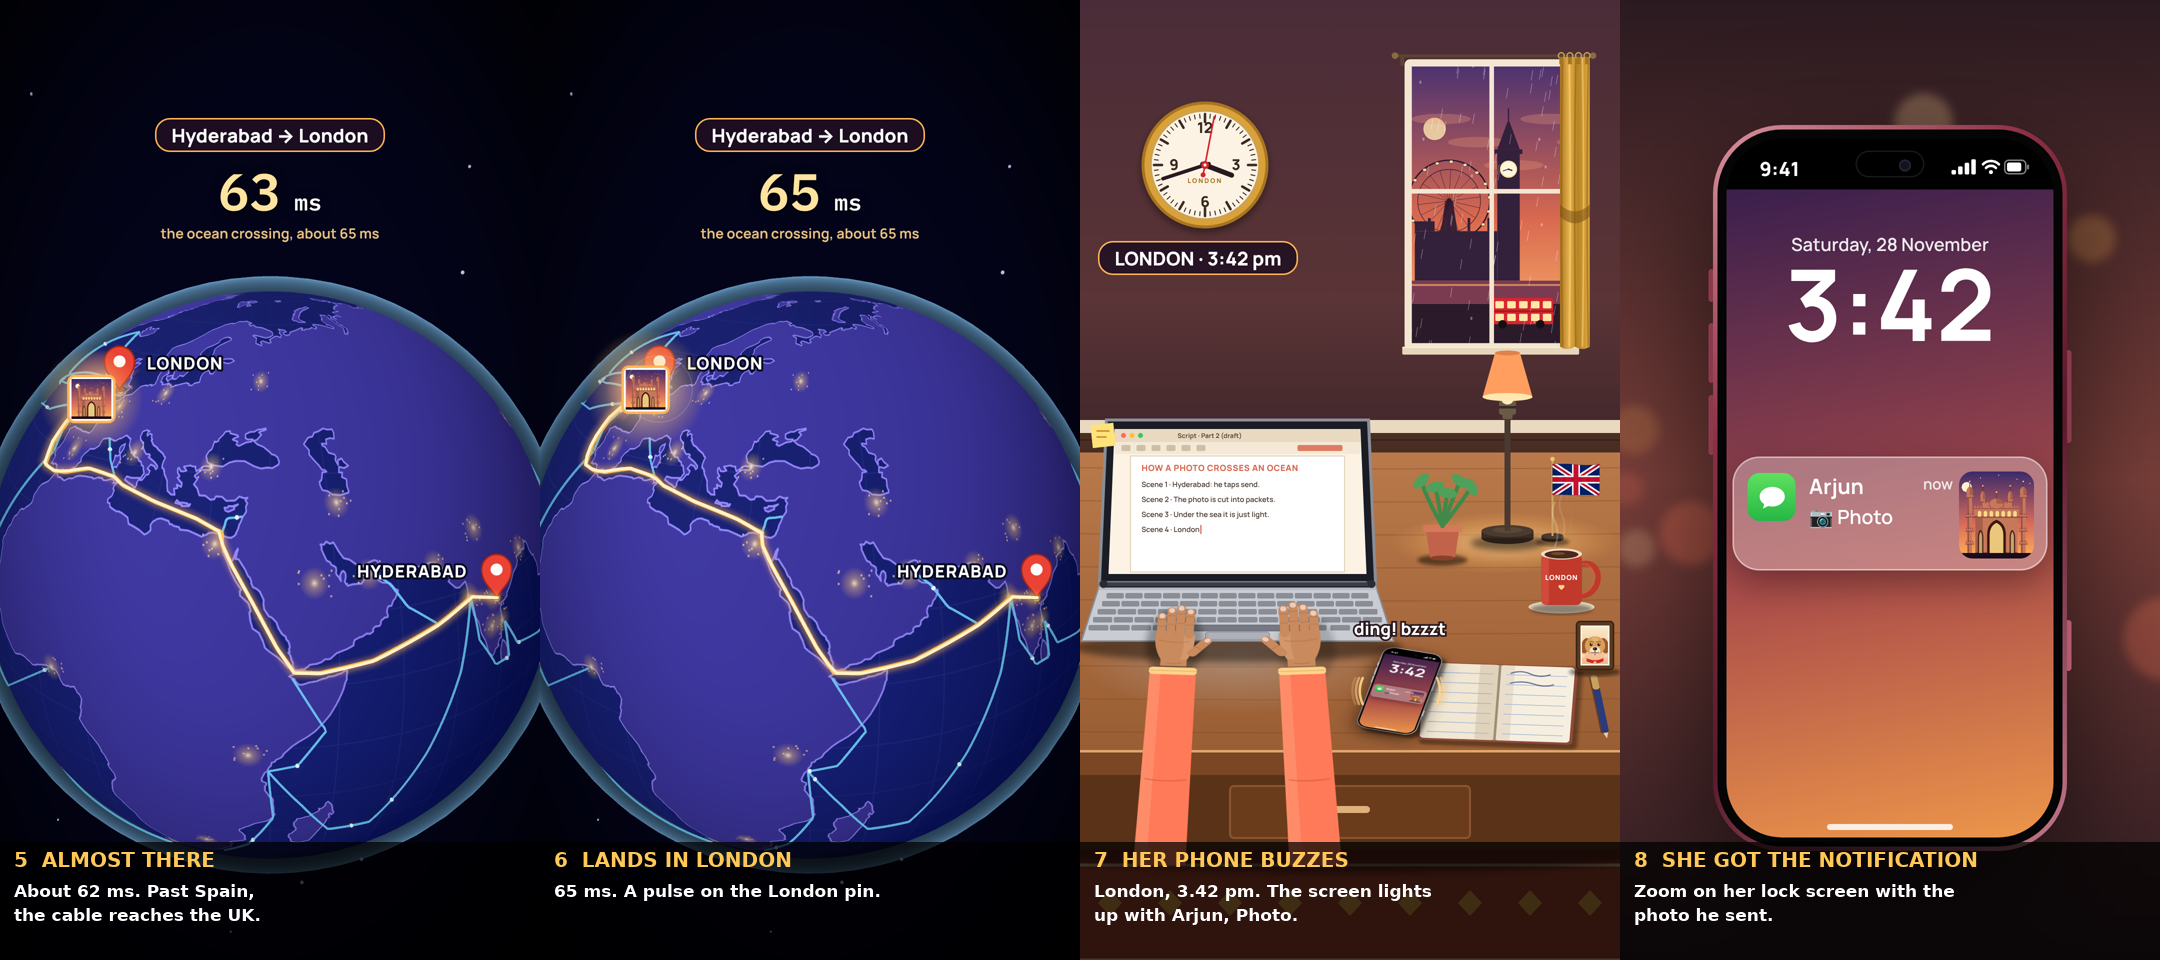 Hyderabad → London
63 ms
the ocean crossing, about 65 ms
LONDON
HYDERABAD
5 ALMOST THERE
About 62 ms. Past Spain,
the cable reaches the UK.
Hyderabad → London
65 ms
the ocean crossing, about 65 ms
LONDON
HYDERABAD
6 LANDS IN LONDON
65 ms. A pulse on the London pin.
12
9
3
LONDON
6
LONDON · 3:42 pm
Script · Part 2 (draft)
HOW A PHOTO CROSSES AN OCEAN
Scene 1 · Hyderabad: he taps send.
Scene 2 · The photo is cut into packets.
Scene 3 · Under the sea it is just light.
Scene 4 · London
LONDON
ding! bzzzt
3:42
7 HER PHONE BUZZES
London, 3.42 pm. The screen lights
up with Arjun, Photo.
9:41
Saturday, 28 November
3:42
Arjun
now
📷 Photo
8 SHE GOT THE NOTIFICATION
Zoom on her lock screen with the
photo he sent.